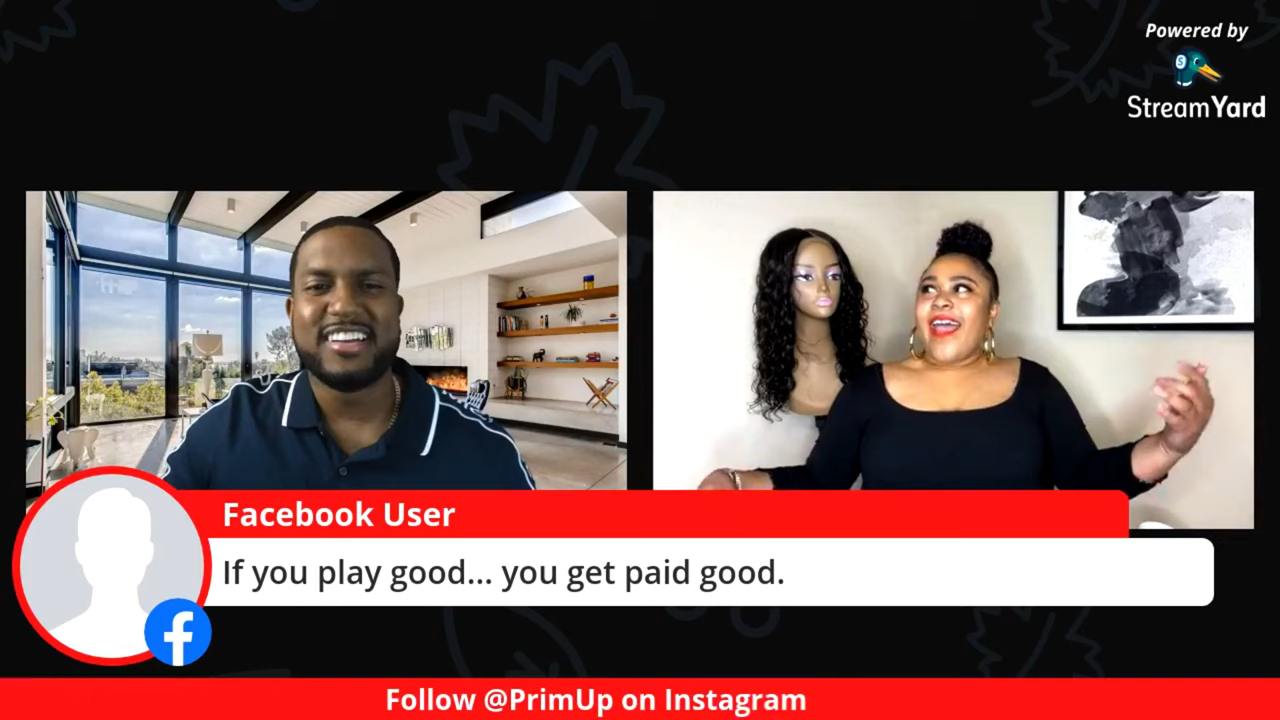 Powered by
StreamYard
Facebook User
If you play good... you get paid good.
Follow @PrimUp on Instagram